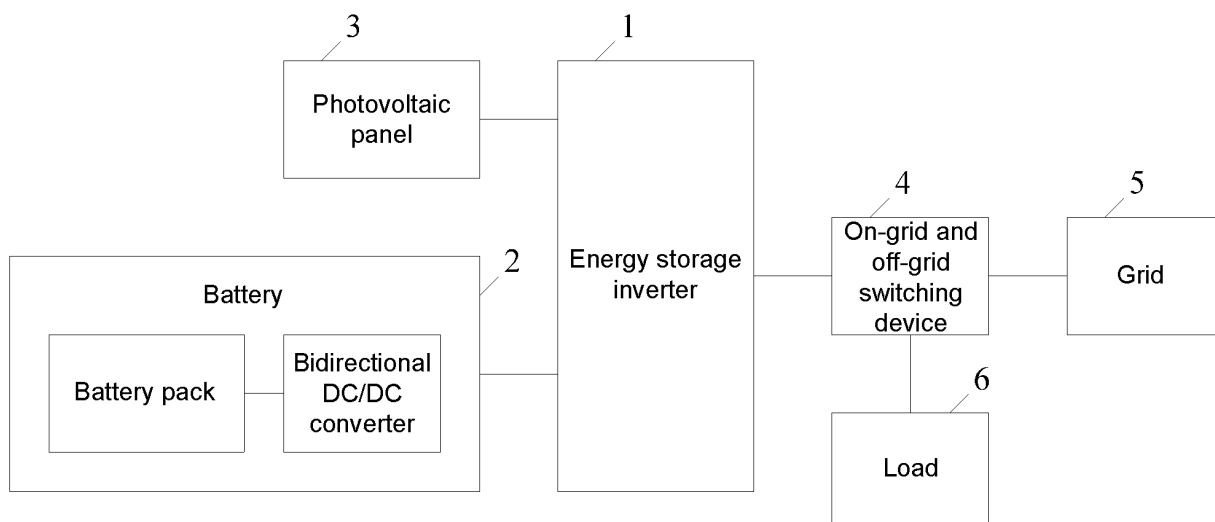 3
1
Photovoltaic
panel
4
5
On-grid and
off-grid
switching
device
Grid
2
Energy storage
inverter
Battery
Battery pack
Bidirectional
DC/DC
converter
6
Load